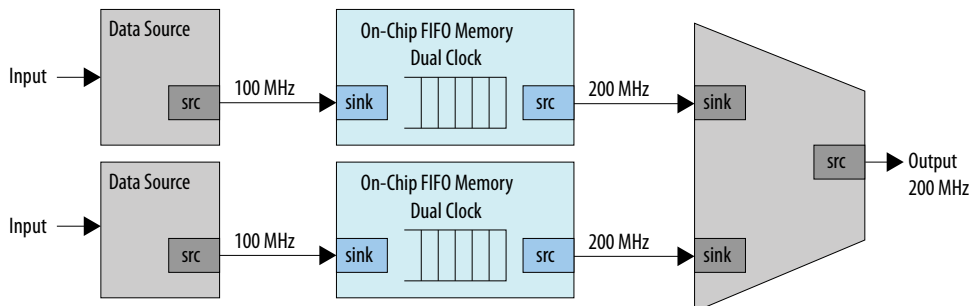 Data Source
Input
src
100 MHz
On-Chip FIFO Memory
Dual Clock
sink
src
200 MHz
sink
Data Source
Input
src
100 MHz
On-Chip FIFO Memory
Dual Clock
sink
src
200 MHz
sink
src
Output
200 MHz